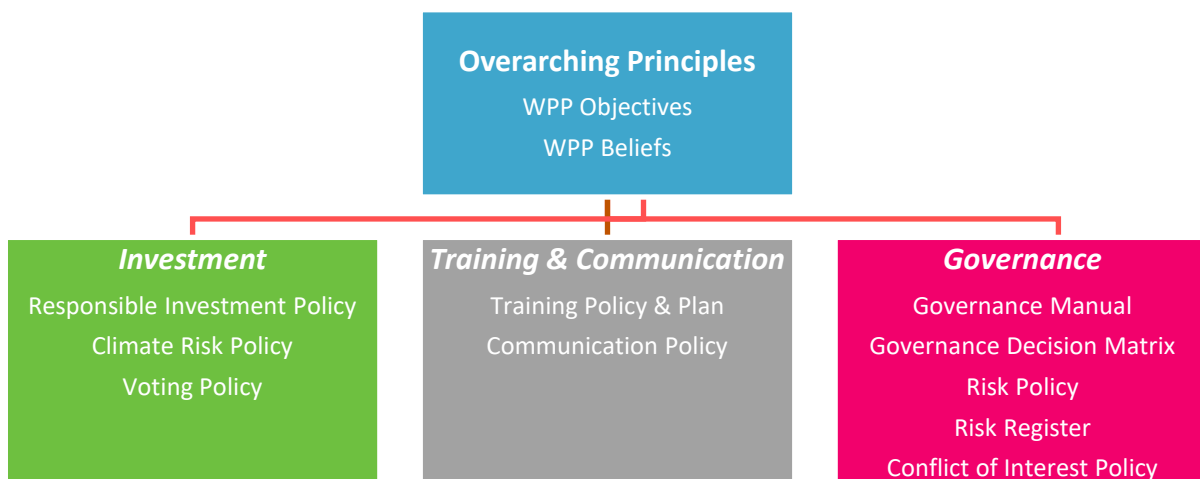 Overarching Principles
WPP Objectives
WPP Beliefs
Investment
Responsible Investment Policy
Climate Risk Policy
Voting Policy
Training & Communication
Training Policy & Plan
Communication Policy
Governance
Governance Manual
Governance Decision Matrix
Risk Policy
Risk Register
Conflict of Interest Policy